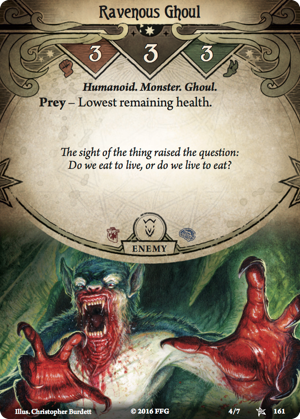 Ravenous Ghoul
3 3 3
Humanoid. Monster. Ghoul.
Prey – Lowest remaining health.
The sight of the thing raised the question:
Do we eat to live, or do we live to eat?
ENEMY
Illus. Christopher Burdett © 2016 FFG 4/7 161